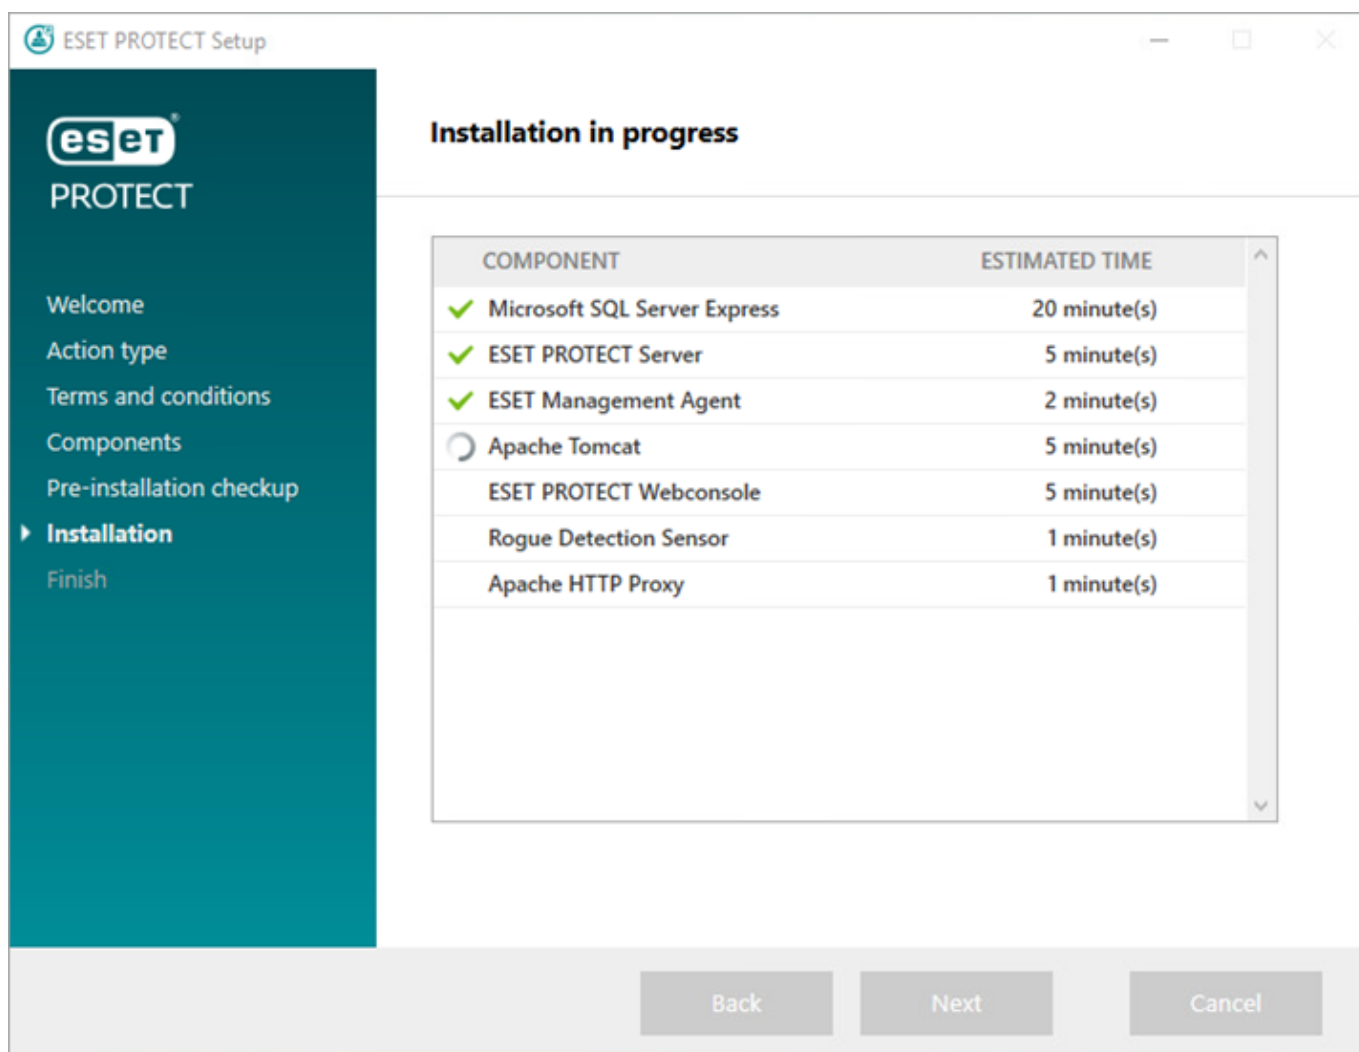 ESET PROTECT Setup
eset®
PROTECT
Welcome
Action type
Terms and conditions
Components
Pre-installation checkup
Installation
Finish
Installation in progress
COMPONENT ESTIMATED TIME
Microsoft SQL Server Express 20 minute(s)
ESET PROTECT Server 5 minute(s)
ESET Management Agent 2 minute(s)
Apache Tomcat 5 minute(s)
ESET PROTECT Webconsole 5 minute(s)
Rogue Detection Sensor 1 minute(s)
Apache HTTP Proxy 1 minute(s)
Back Next Cancel